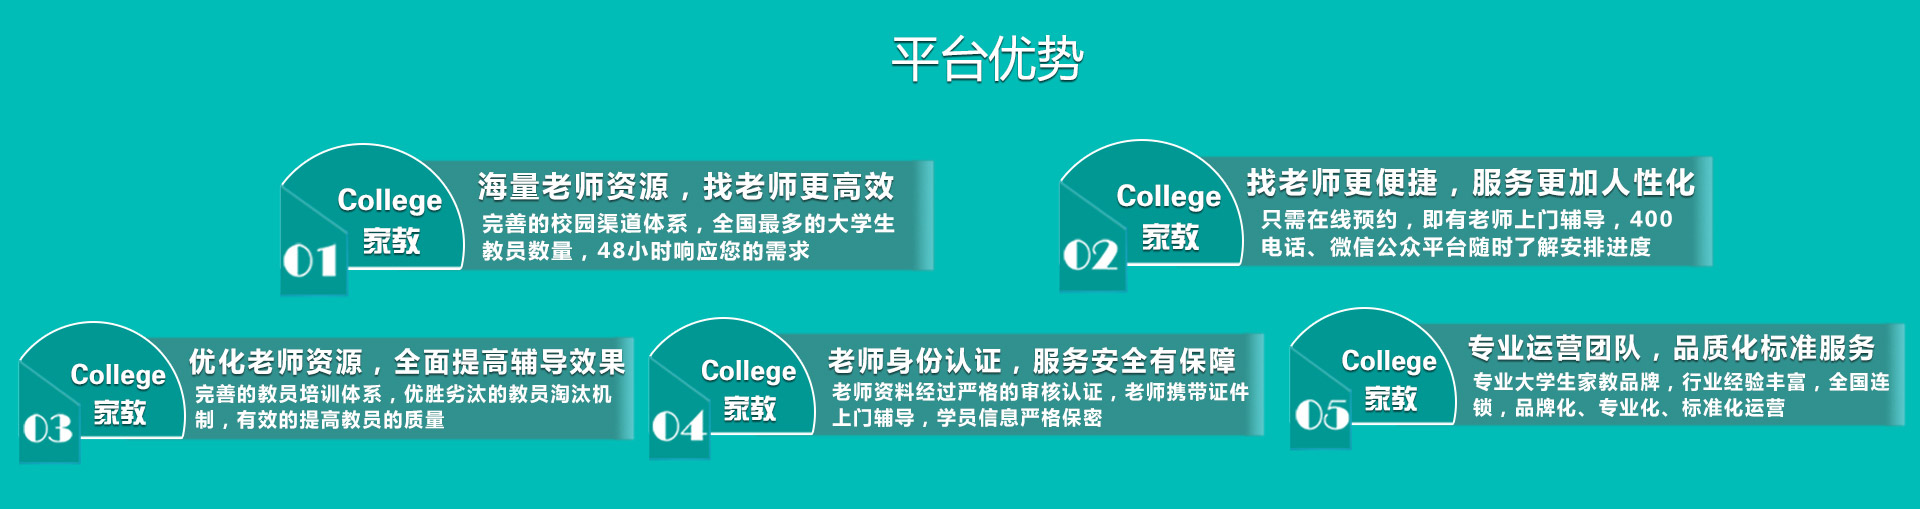 平台优势
College
家教
01
海量老师资源，找老师更高效
完善的校园渠道体系，全国最多的大学生
教员数量，48小时响应您的需求
College
家教
02
找老师更便捷，服务更加人性化
只需在线预约，即有老师上门辅导，400
电话、微信公众平台随时了解安排进度
College
家教
03
优化老师资源，全面提高辅导效果
完善的教员培训体系，优胜劣汰的教员淘汰机
制，有效的提高教员的质量
College
家教
04
老师身份认证，服务安全有保障
老师资料经过严格的审核认证，老师携带证件
上门辅导，学员信息严格保密
College
家教
05
专业运营团队，品质化标准服务
专业大学生家教品牌，行业经验丰富，全国连
锁，品牌化、专业化、标准化运营